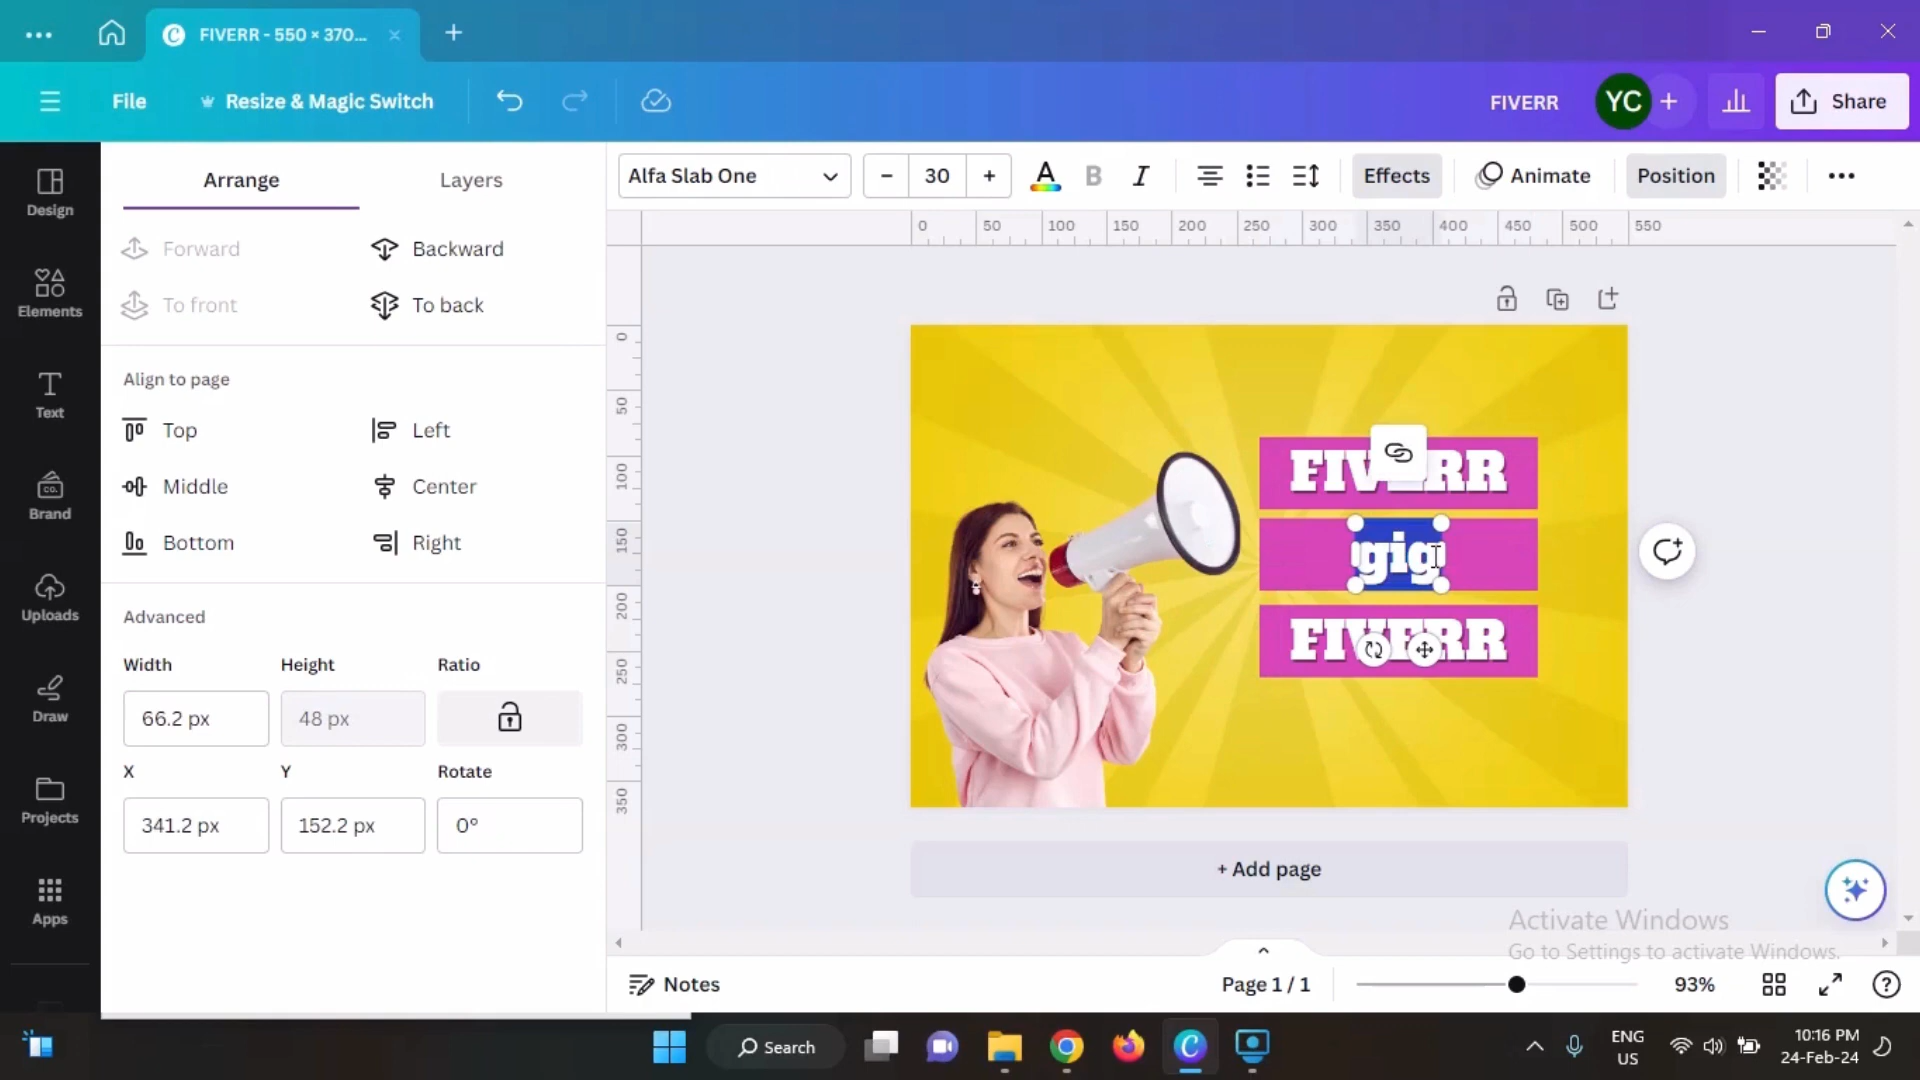 FIVERR - 550 × 370...
File
Resize & Magic Switch
FIVERR
YC
Share
Design
Elements
Text
Brand
Uploads
Draw
Projects
Apps
Arrange
Layers
Forward
Backward
To front
To back
Align to page
Top
Left
Middle
Center
Bottom
Right
Advanced
Width
Height
Ratio
66.2 px
48 px
X
Y
Rotate
341.2 px
152.2 px
0°
Alfa Slab One
30
A
B
I
Effects
Animate
Position
0 50 100 150 200 250 300 350 400 450 500 550
0
50
100
150
200
250
300
350
gig
FIVERR
+ Add page
Activate Windows
Go to Settings to activate Windows.
Notes
Page 1 / 1
93%
Search
ENG
US
10:16 PM
24-Feb-24